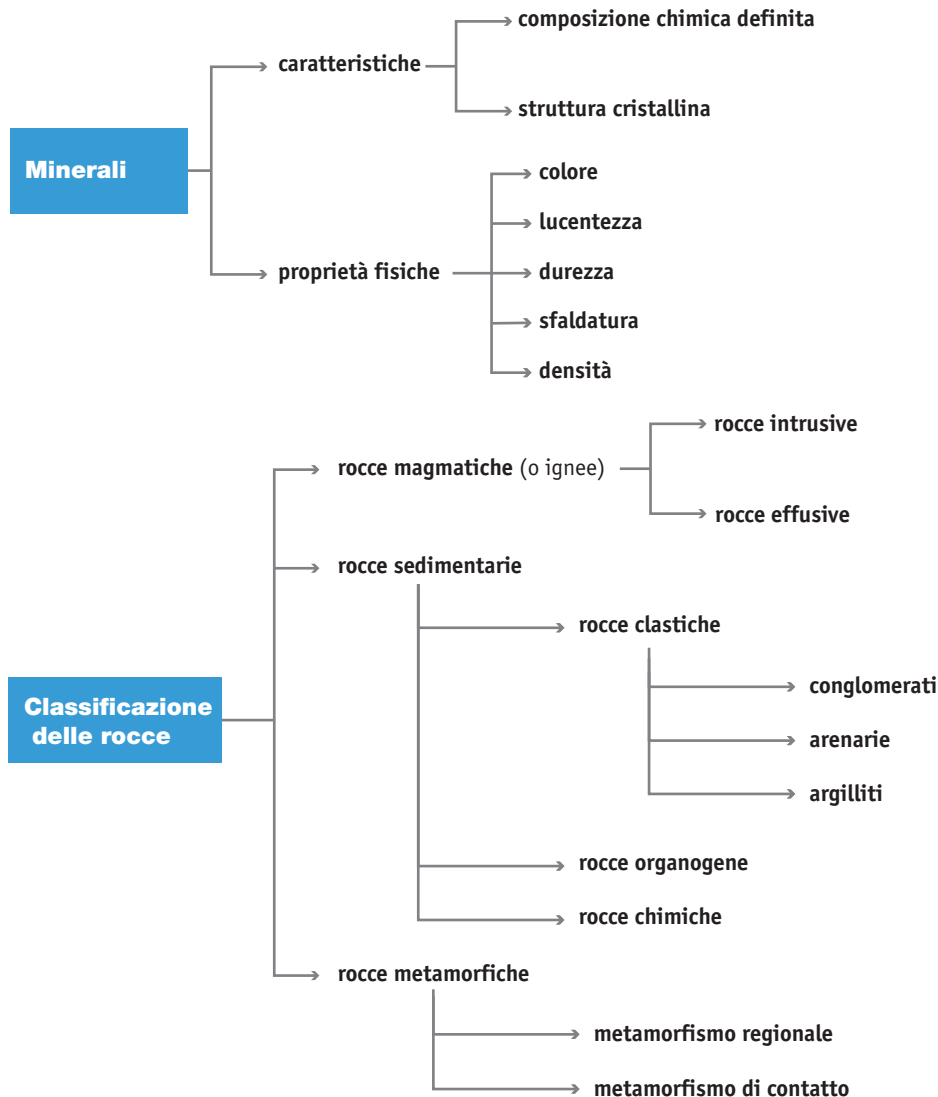 composizione chimica definita
caratteristiche
struttura cristallina
Minerali
colore
lucentezza
proprietà fisiche
durezza
sfaldatura
densità
rocce intrusive
rocce magmatiche (o ignee)
rocce effusive
rocce sedimentarie
rocce clastiche
conglomerati
Classificazione
delle rocce
arenarie
argilliti
rocce organogene
rocce chimiche
rocce metamorfiche
metamorfismo regionale
metamorfismo di contatto